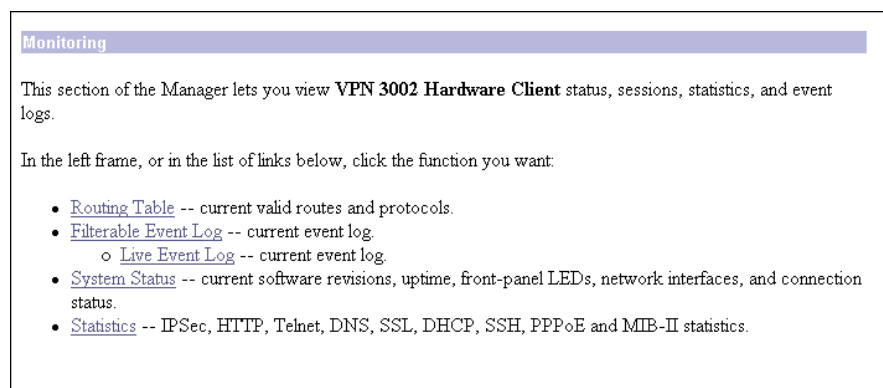 Monitoring
This section of the Manager lets you view VPN 3002 Hardware Client status, sessions, statistics, and event
logs.
In the left frame, or in the list of links below, click the function you want:
• Routing Table -- current valid routes and protocols.
• Filterable Event Log -- current event log.
o Live Event Log -- current event log.
• System Status -- current software revisions, uptime, front-panel LEDs, network interfaces, and connection
status.
• Statistics -- IPSec, HTTP, Telnet, DNS, SSL, DHCP, SSH, PPPoE and MIB-II statistics.